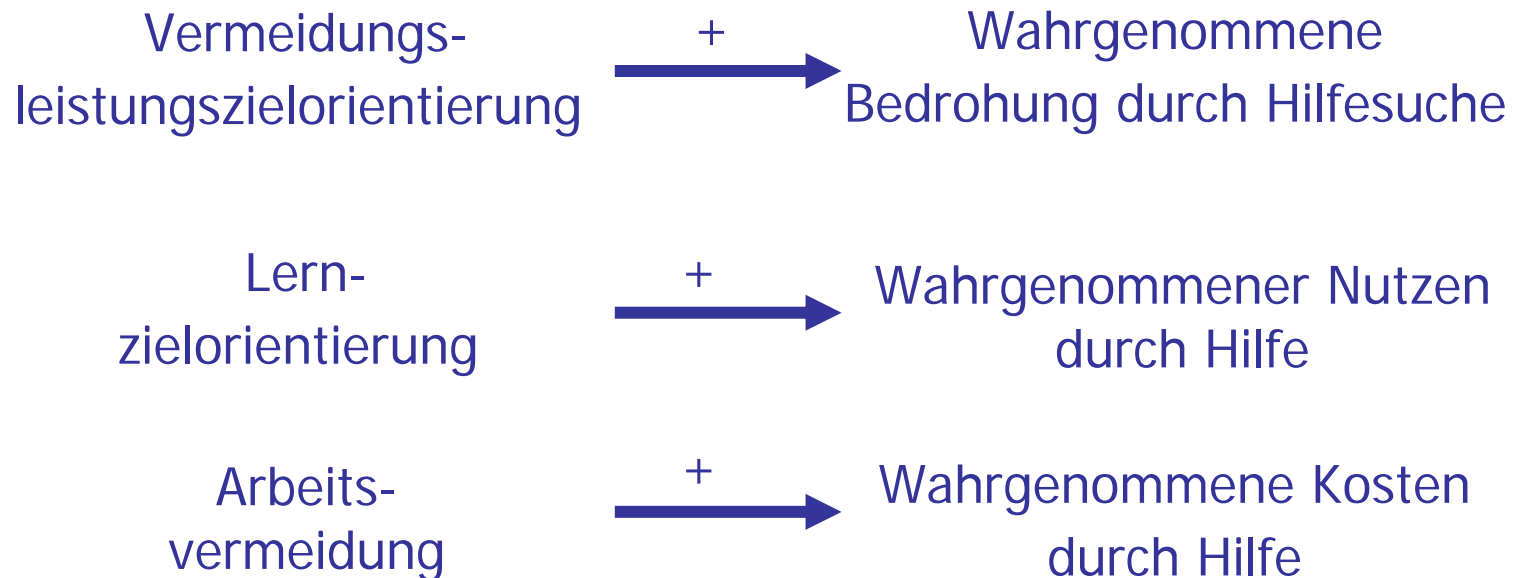 Vermeidungs-
leistungszielorientierung
+
Wahrgenommene
Bedrohung durch Hilfesuche
Lern-
zielorientierung
+
Wahrgenommener Nutzen
durch Hilfe
Arbeits-
vermeidung
+
Wahrgenommene Kosten
durch Hilfe